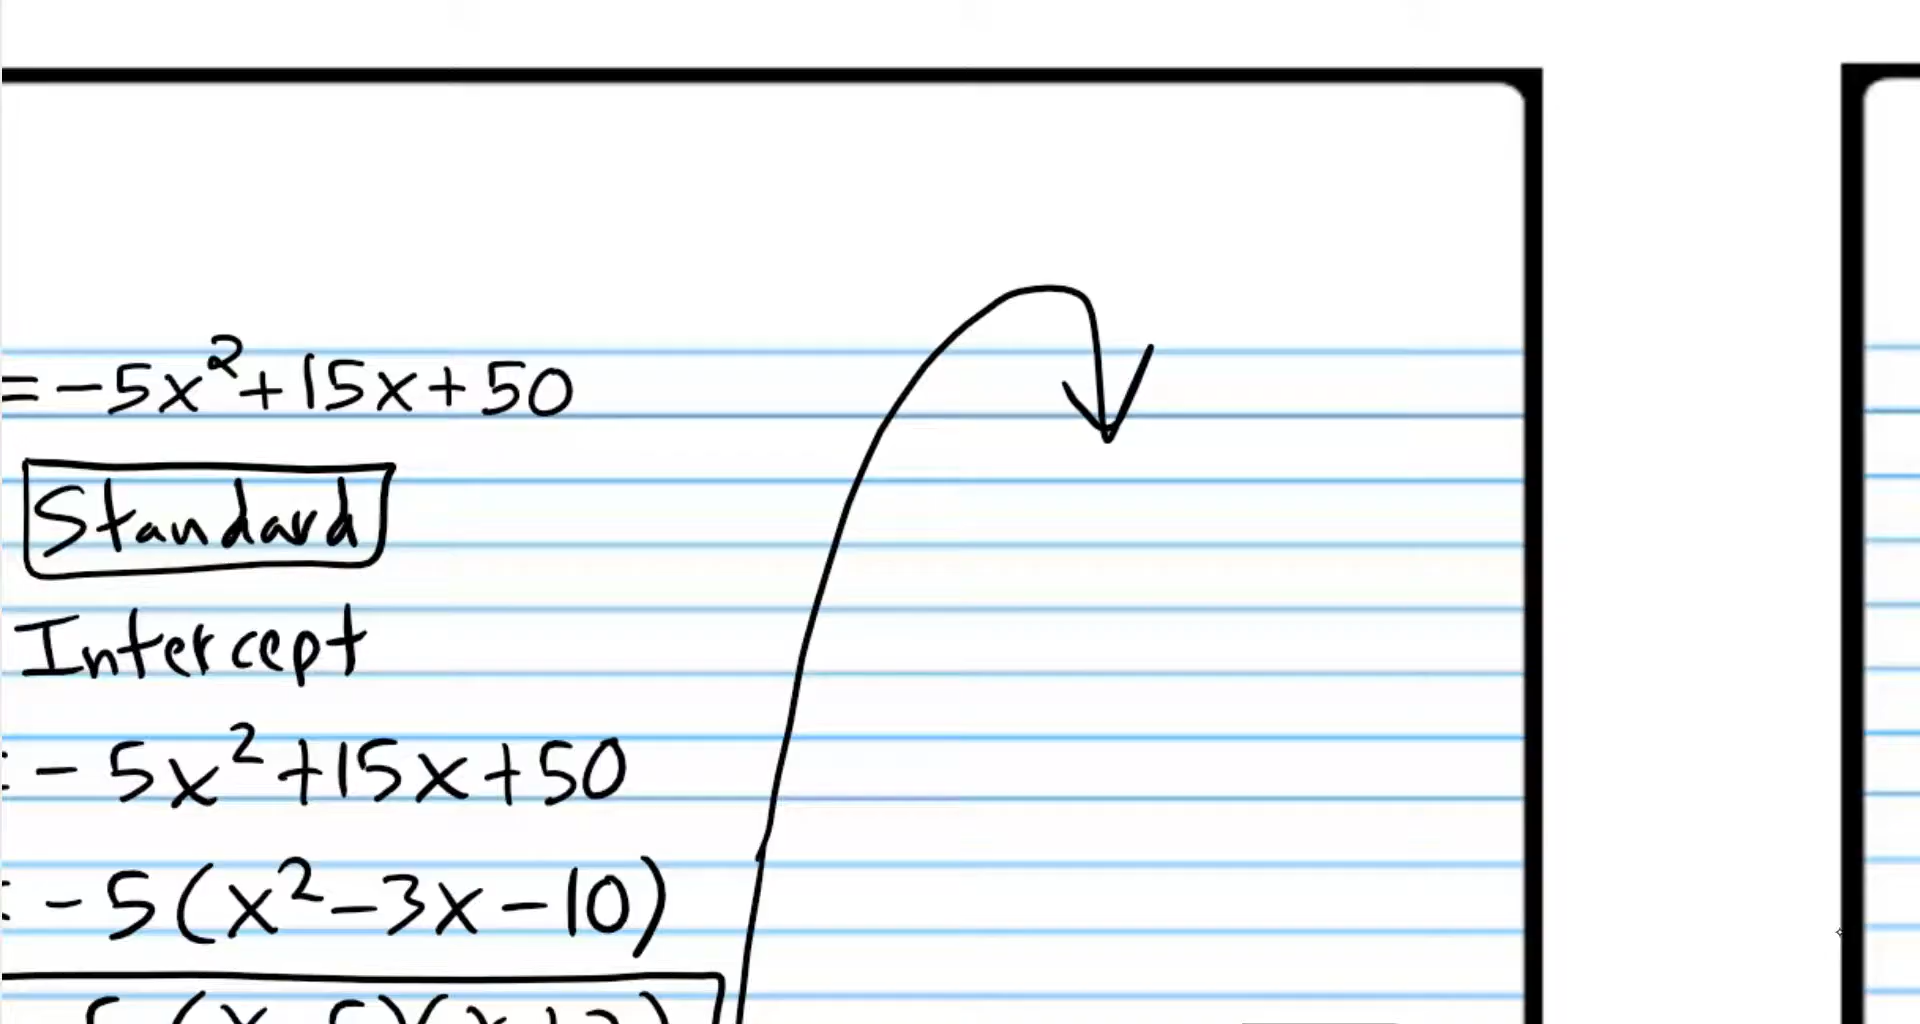 = -5x²+15x+50
Standard
Intercept
= -5x²+15x+50
= -5(x²-3x-10)